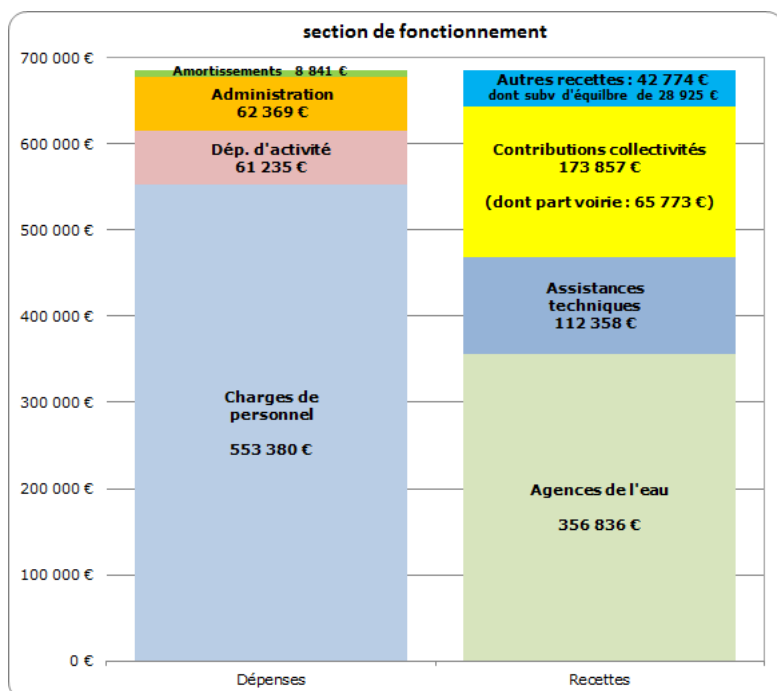 section de fonctionnement
700 000 €
600 000 €
500 000 €
400 000 €
300 000 €
200 000 €
100 000 €
0 €
Amortissements 8 841 €
Administration
62 369 €
Dép. d'activité
61 235 €
Charges de
personnel
553 380 €
Autres recettes : 42 774 €
dont subv d'équilbre de 28 925 €
Contributions collectivités
173 857 €
(dont part voirie : 65 773 €)
Assistances
techniques
112 358 €
Agences de l'eau
356 836 €
Dépenses
Recettes